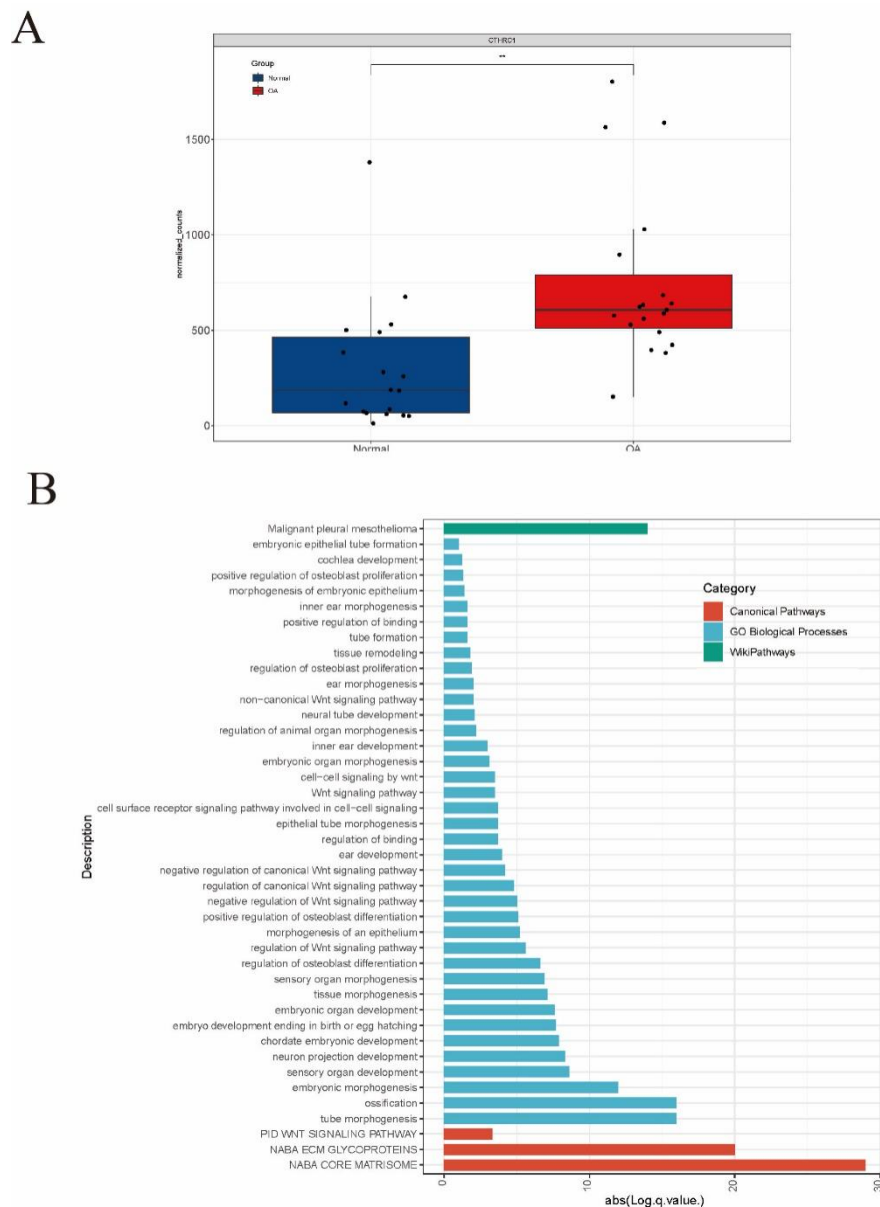 A
CTHRC1
**
Group
Normal
OA
normalized_counts
1500
1000
500
0
Normal
OA
B
Malignant pleural mesothelioma
embryonic epithelial tube formation
cochlea development
positive regulation of osteoblast proliferation
morphogenesis of embryonic epithelium
inner ear morphogenesis
positive regulation of binding
tube formation
tissue remodeling
regulation of osteoblast proliferation
ear morphogenesis
non-canonical Wnt signaling pathway
neural tube development
regulation of animal organ morphogenesis
inner ear development
embryonic organ morphogenesis
cell-cell signaling by wnt
Wnt signaling pathway
cell surface receptor signaling pathway involved in cell-cell signaling
epithelial tube morphogenesis
regulation of binding
ear development
negative regulation of canonical Wnt signaling pathway
regulation of canonical Wnt signaling pathway
negative regulation of Wnt signaling pathway
positive regulation of osteoblast differentiation
morphogenesis of an epithelium
regulation of Wnt signaling pathway
regulation of osteoblast differentiation
sensory organ morphogenesis
tissue morphogenesis
embryonic organ development
embryo development ending in birth or egg hatching
chordate embryonic development
neuron projection development
sensory organ development
embryonic morphogenesis
ossification
tube morphogenesis
PID WNT SIGNALING PATHWAY
NABA ECM GLYCOPROTEINS
NABA CORE MATRISOME
Description
Category
Canonical Pathways
GO Biological Processes
WikiPathways
0
10
20
30
abs(Log.q.value.)